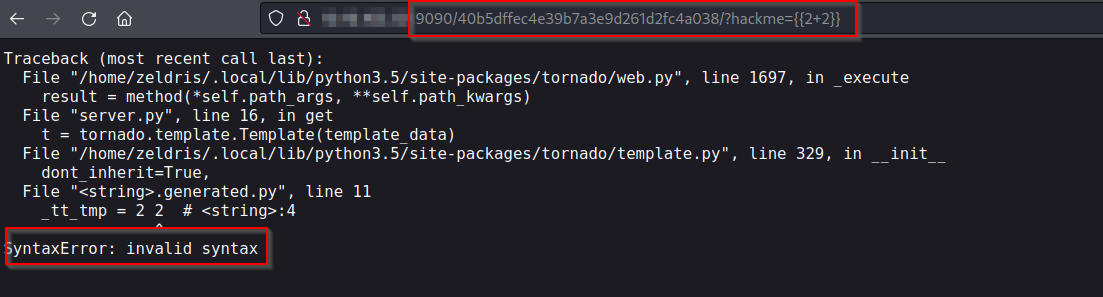 9090/40b5dffec4e39b7a3e9d261d2fc4a038/?hackme={{2+2}}
Traceback (most recent call last):
  File "/home/zeldris/.local/lib/python3.5/site-packages/tornado/web.py", line 1697, in _execute
    result = method(*self.path_args, **self.path_kwargs)
  File "server.py", line 16, in get
    t = tornado.template.Template(template_data)
  File "/home/zeldris/.local/lib/python3.5/site-packages/tornado/template.py", line 329, in __init__
    dont_inherit=True,
  File "<string>.generated.py", line 11
    _tt_tmp = 2 2  # <string>:4
                ^
SyntaxError: invalid syntax